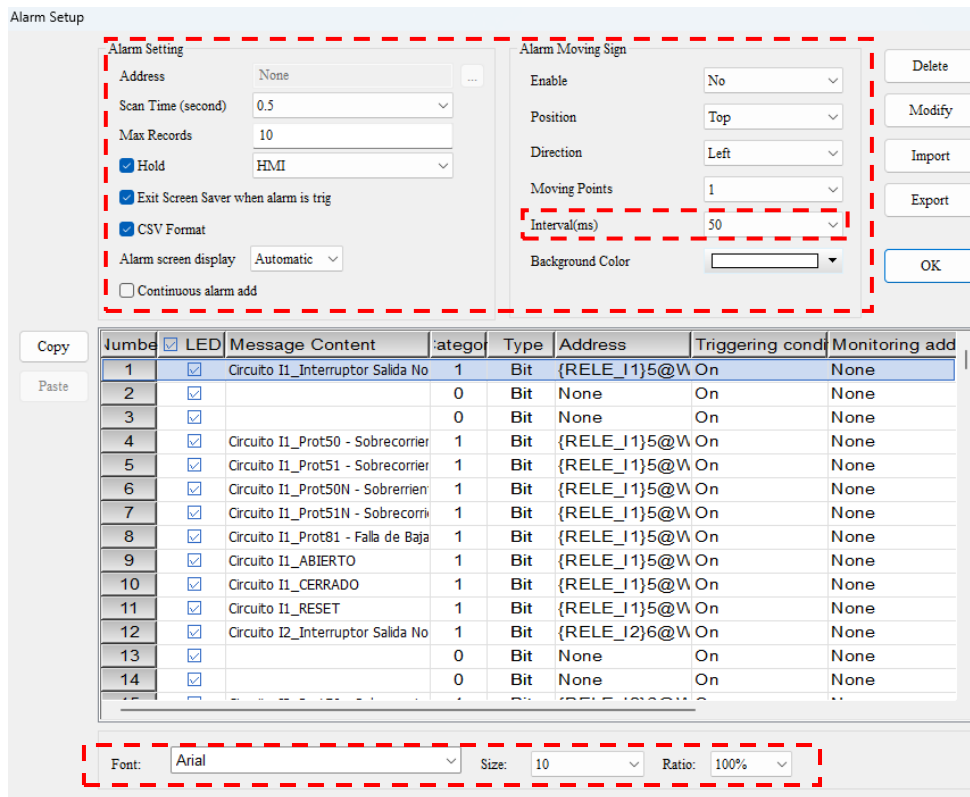 Alarm Setup
Alarm Setting
Address None ...
Scan Time (second) 0.5
Max Records 10
Hold HMI
Exit Screen Saver when alarm is trig
CSV Format
Alarm screen display Automatic
Continuous alarm add
Alarm Moving Sign
Enable No
Position Top
Direction Left
Moving Points 1
Interval(ms) 50
Background Color
Delete
Modify
Import
Export
OK
Copy
Paste
Numbe LED Message Content ategor Type Address Triggering condi Monitoring add
1 Circuito I1_Interruptor Salida No 1 Bit {RELE_I1}5@W On None
2 0 Bit None On None
3 0 Bit None On None
4 Circuito I1_Prot50 - Sobrecorrier 1 Bit {RELE_I1}5@W On None
5 Circuito I1_Prot51 - Sobrecorrier 1 Bit {RELE_I1}5@W On None
6 Circuito I1_Prot50N - Sobrerrien 1 Bit {RELE_I1}5@W On None
7 Circuito I1_Prot51N - Sobrecorri 1 Bit {RELE_I1}5@W On None
8 Circuito I1_Prot81 - Falla de Baja 1 Bit {RELE_I1}5@W On None
9 Circuito I1_ABIERTO 1 Bit {RELE_I1}5@W On None
10 Circuito I1_CERRADO 1 Bit {RELE_I1}5@W On None
11 Circuito I1_RESET 1 Bit {RELE_I1}5@W On None
12 Circuito I2_Interruptor Salida No 1 Bit {RELE_I2}6@W On None
13 0 Bit None On None
14 0 Bit None On None
Font: Arial Size: 10 Ratio: 100%